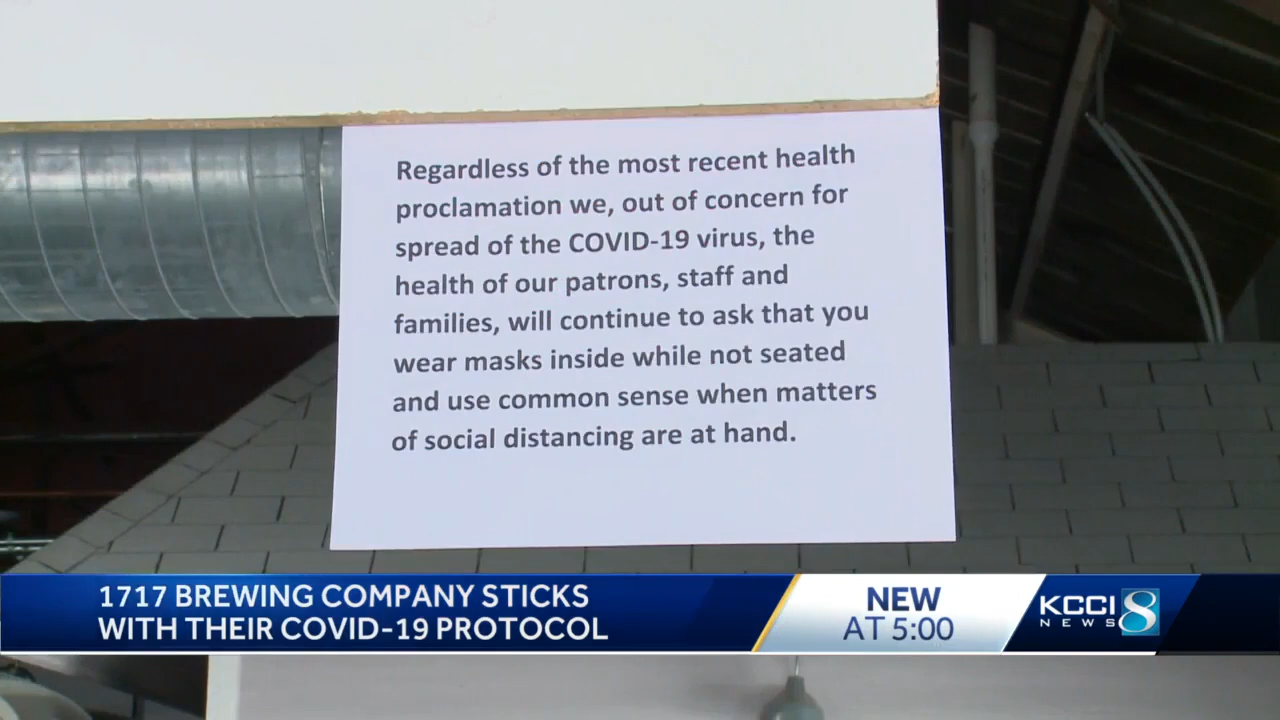 Regardless of the most recent health
proclamation we, out of concern for
spread of the COVID-19 virus, the
health of our patrons, staff and
families, will continue to ask that you
wear masks inside while not seated
and use common sense when matters
of social distancing are at hand.
1717 BREWING COMPANY STICKS
WITH THEIR COVID-19 PROTOCOL
NEW
AT 5:00
KCCI 8
NEWS